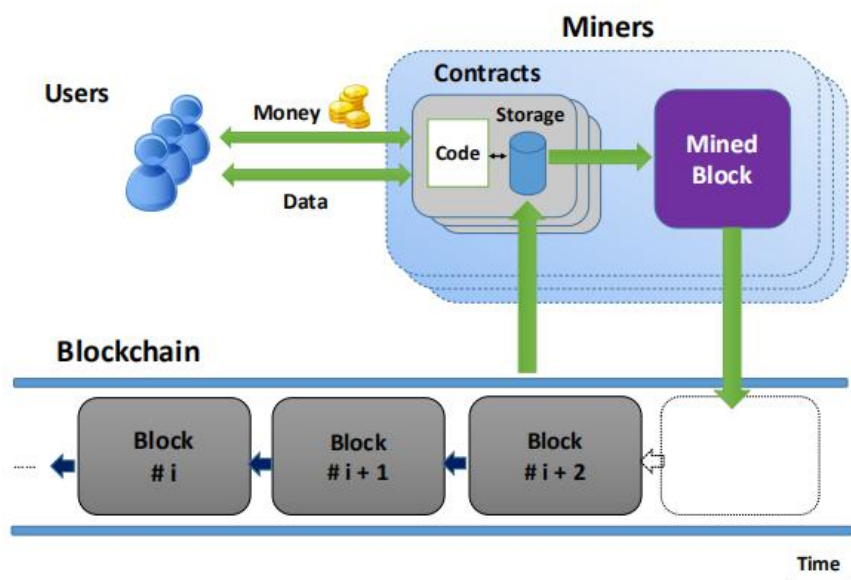 Miners
Users
Contracts
Money
Storage
Code
Mined
Block
Data
Blockchain
Block
# i
Block
# i + 1
Block
# i + 2
......
Time